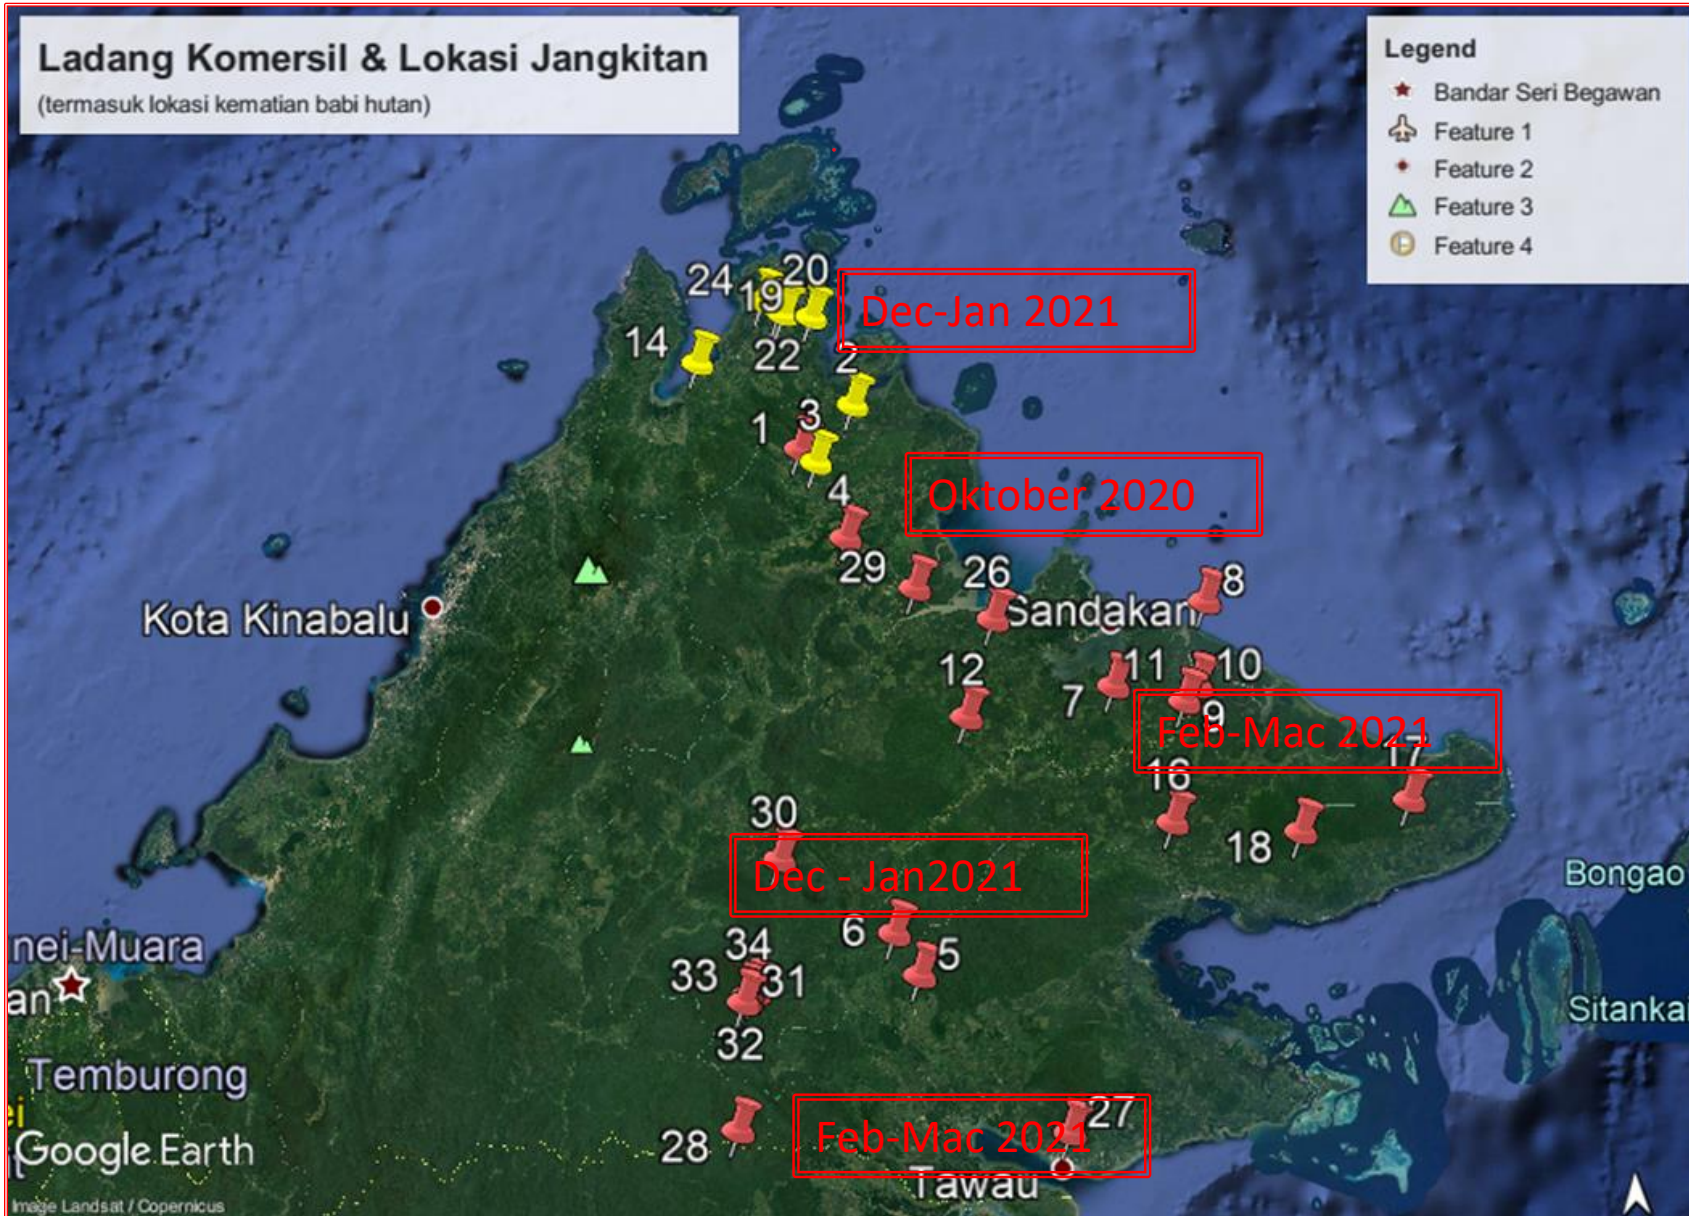 Ladang Komersil & Lokasi Jangkitan
(termasuk lokasi kematian babi hutan)
Legend
Bandar Seri Begawan
Feature 1
Feature 2
Feature 3
Feature 4
24
19
20
Dec-Jan 2021
14
22
2
1
3
4
Oktober 2020
29
26
8
Kota Kinabalu
Sandakan
12
11
10
7
9
Feb-Mac 2021
17
16
30
18
Dec - Jan2021
Bongao
6
5
nei-Muara
34
33
31
an
Sitankai
32
Temburong
ei
27
Feb-Mac 2021
28
Google Earth
it
Tawau
Image Landsat / Copernicus